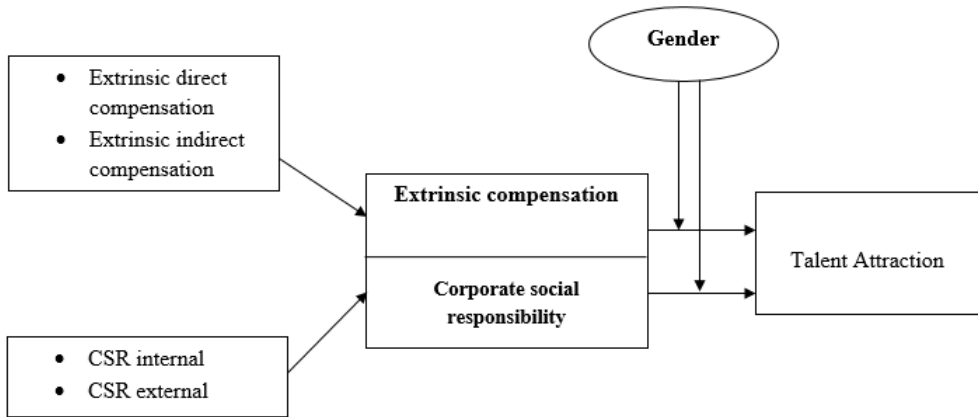 Gender
• Extrinsic direct
compensation
• Extrinsic indirect
compensation
Extrinsic compensation
Corporate social
responsibility
Talent Attraction
• CSR internal
• CSR external